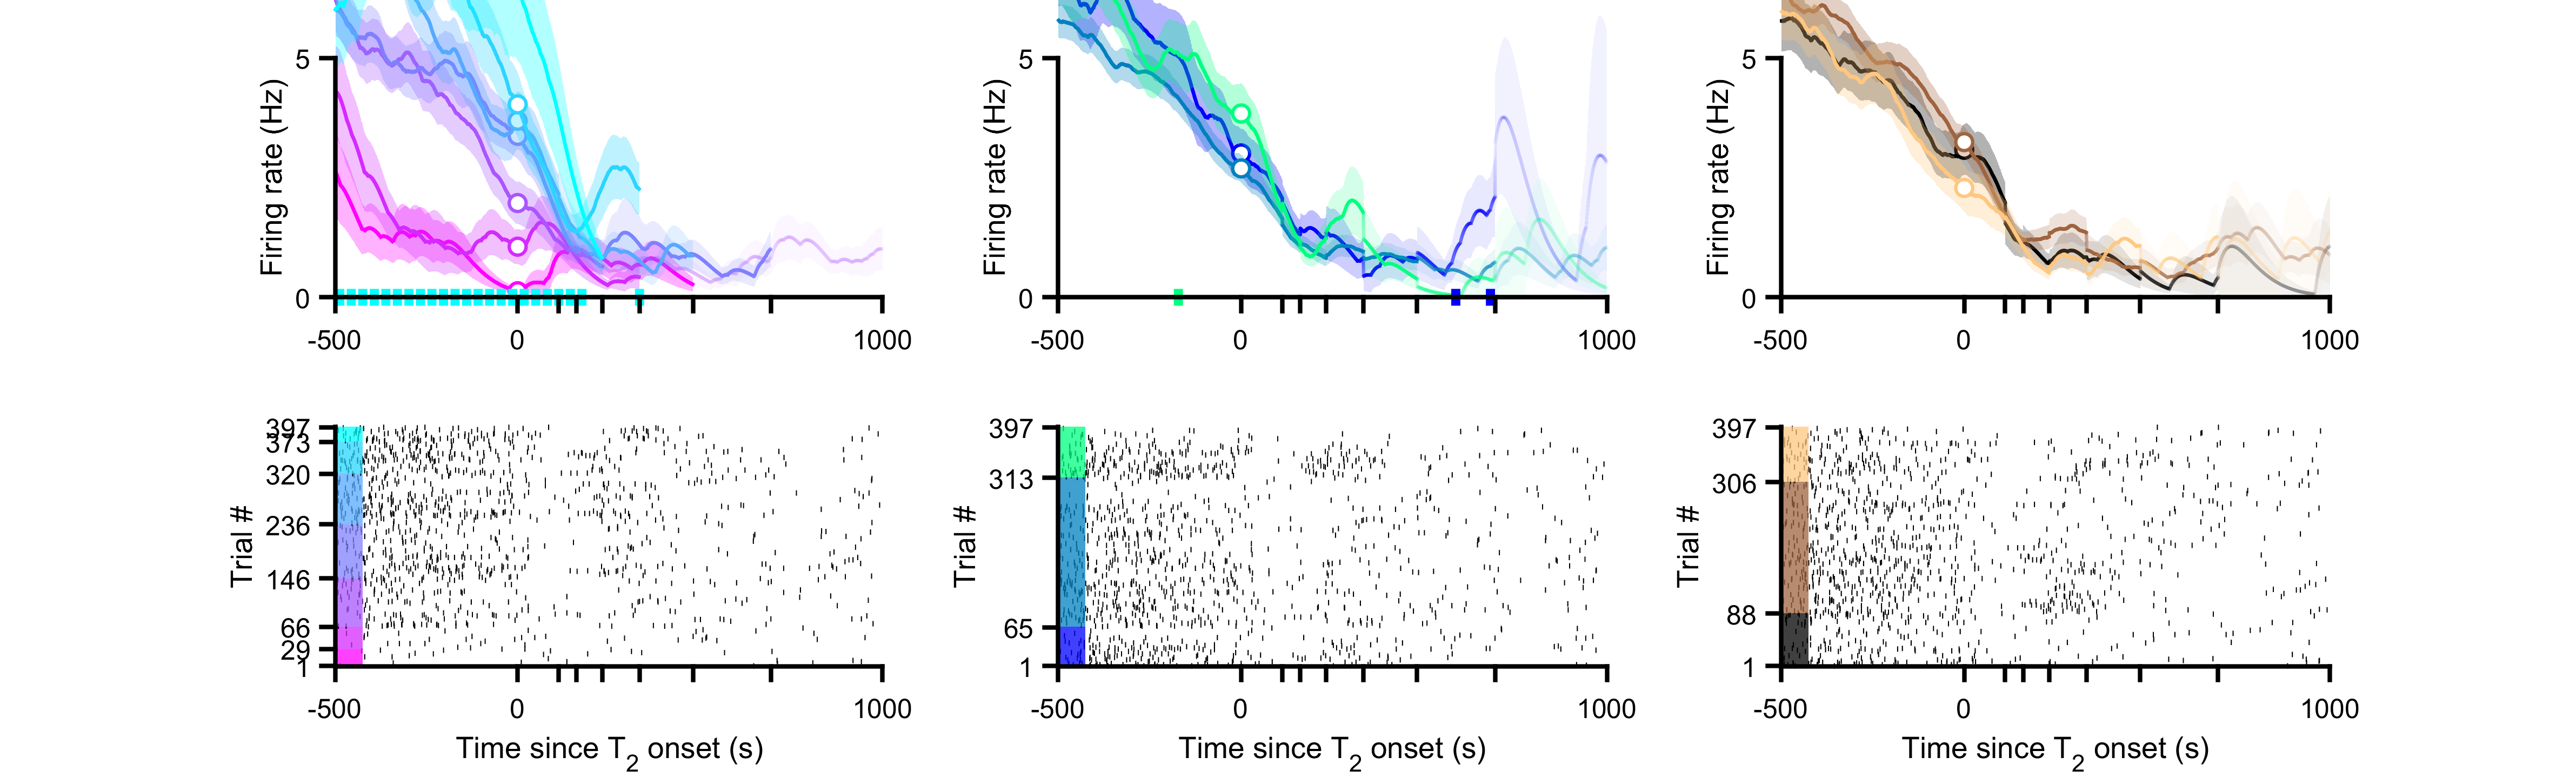 5 5 5
Firing rate (Hz) Firing rate (Hz) Firing rate (Hz)
0 0 0
-500 0 1000 -500 0 1000 -500 0 1000
397 397 397
373
320 313 306
236
Trial # Trial # Trial #
146
66 65 88
29
1 1 1
-500 0 1000 -500 0 1000 -500 0 1000
Time since T2 onset (s) Time since T2 onset (s) Time since T2 onset (s)